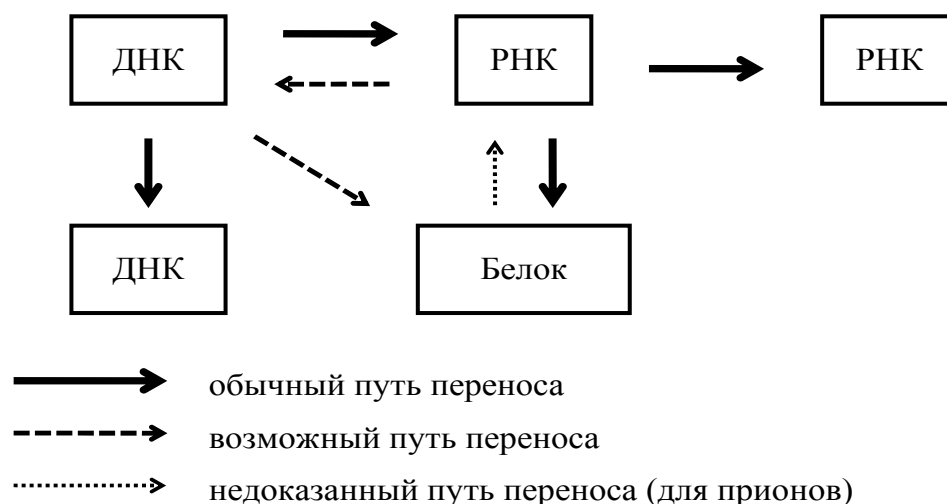 ДНК РНК РНК
ДНК Белок
обычный путь переноса
возможный путь переноса
недоказанный путь переноса (для прионов)